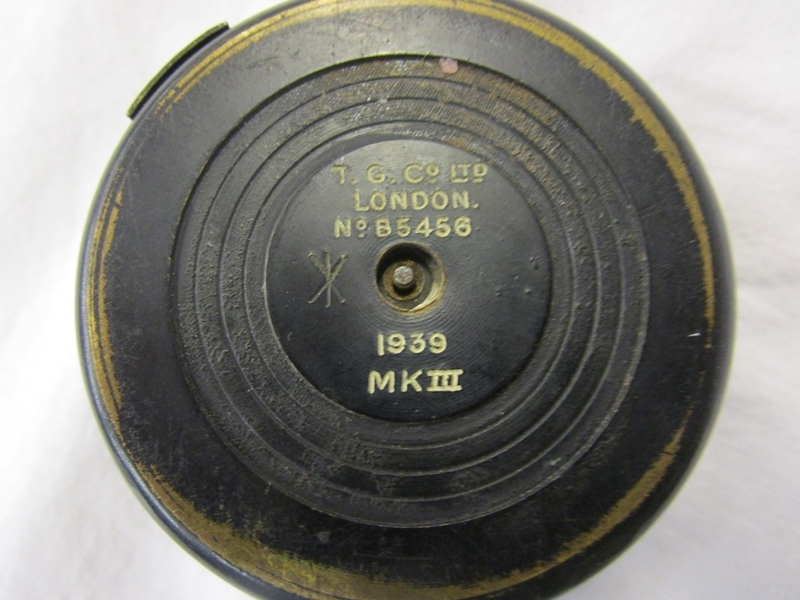 T. G. Cº LTD
LONDON.
Nº B5456
1939
MK III